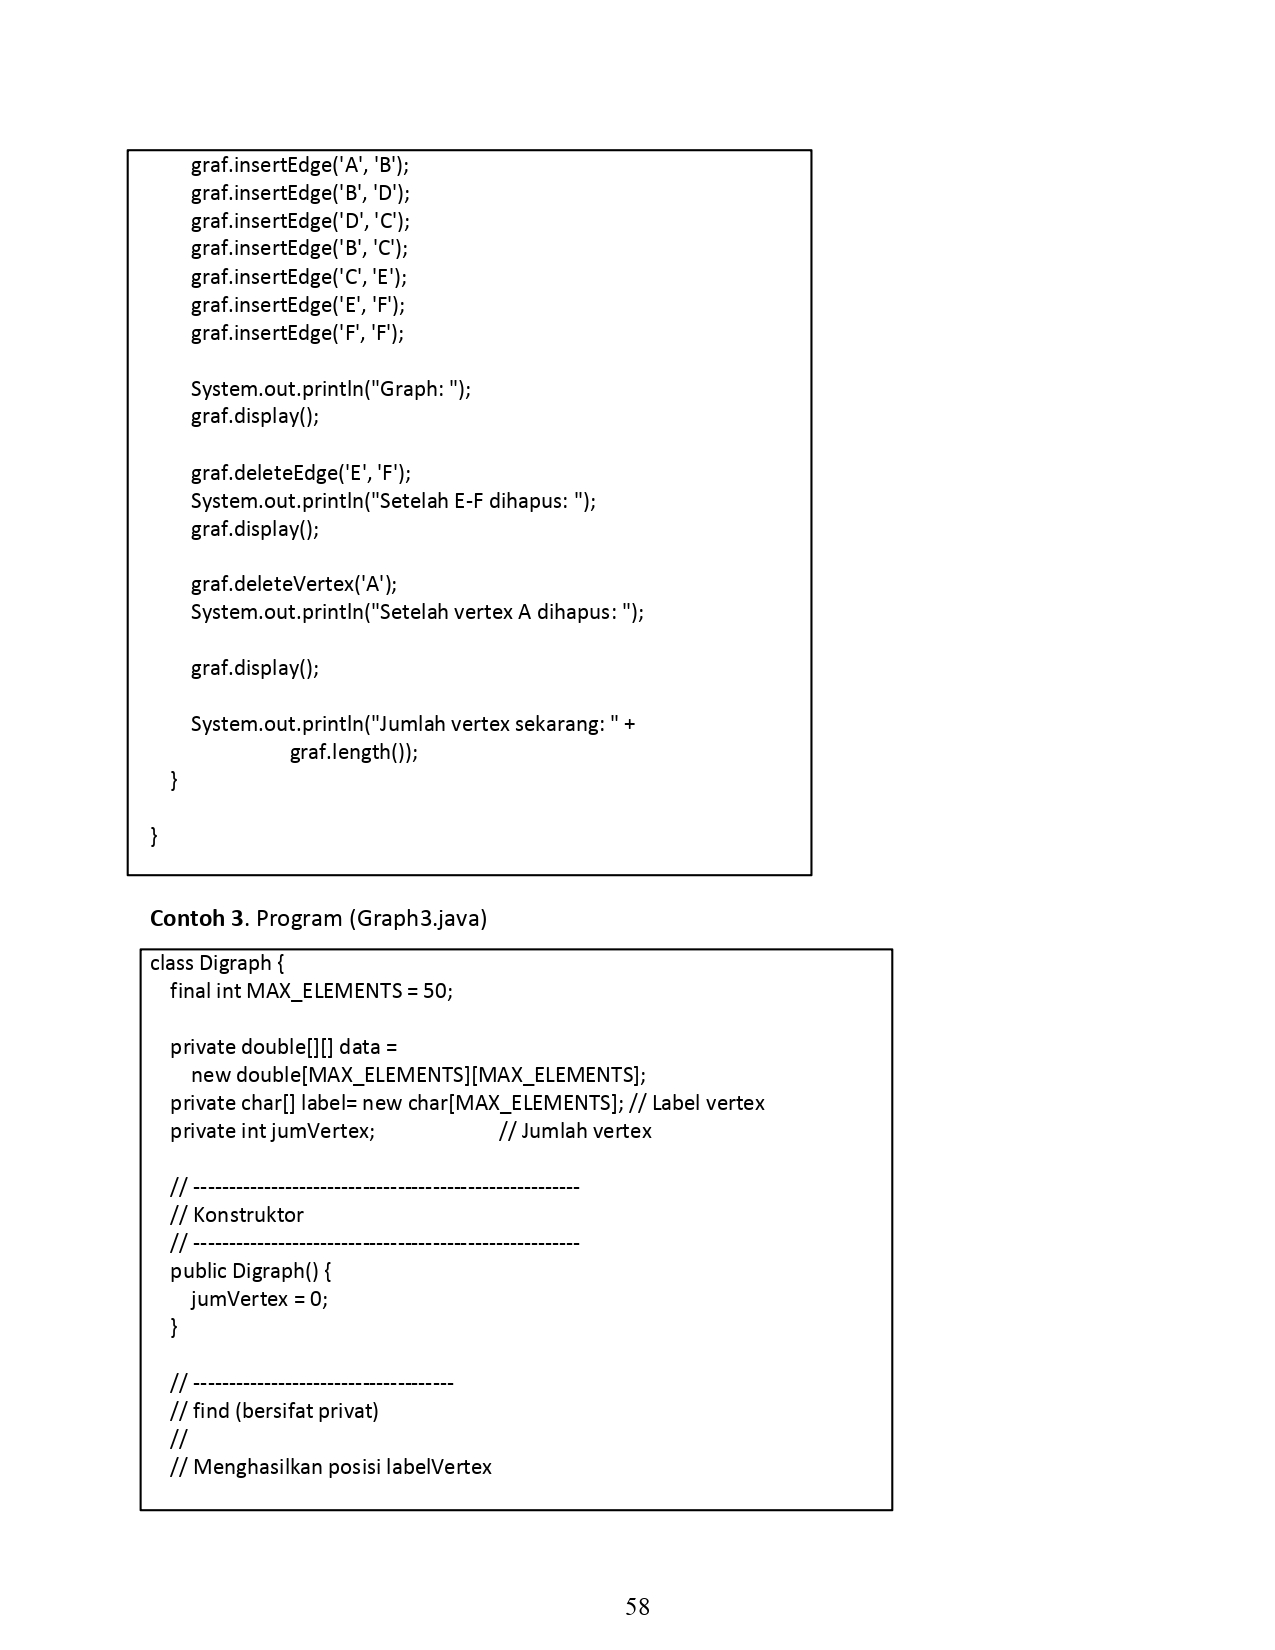 graf.insertEdge('A', 'B');
graf.insertEdge('B', 'D');
graf.insertEdge('D', 'C');
graf.insertEdge('B', 'C');
graf.insertEdge('C', 'E');
graf.insertEdge('E', 'F');
graf.insertEdge('F', 'F');
System.out.println("Graph: ");
graf.display();
graf.deleteEdge('E', 'F');
System.out.println("Setelah E-F dihapus: ");
graf.display();
graf.deleteVertex('A');
System.out.println("Setelah vertex A dihapus: ");
graf.display();
System.out.println("Jumlah vertex sekarang: " +
graf.length());
}
}
Contoh 3. Program (Graph3.java)
class Digraph {
final int MAX_ELEMENTS = 50;
private double[][] data =
new double[MAX_ELEMENTS][MAX_ELEMENTS];
private char[] label= new char[MAX_ELEMENTS]; // Label vertex
private int jumVertex; // Jumlah vertex
// -------------------------------------------------------
// Konstruktor
// -------------------------------------------------------
public Digraph() {
jumVertex = 0;
}
// -------------------------------------
// find (bersifat privat)
//
// Menghasilkan posisi labelVertex
58